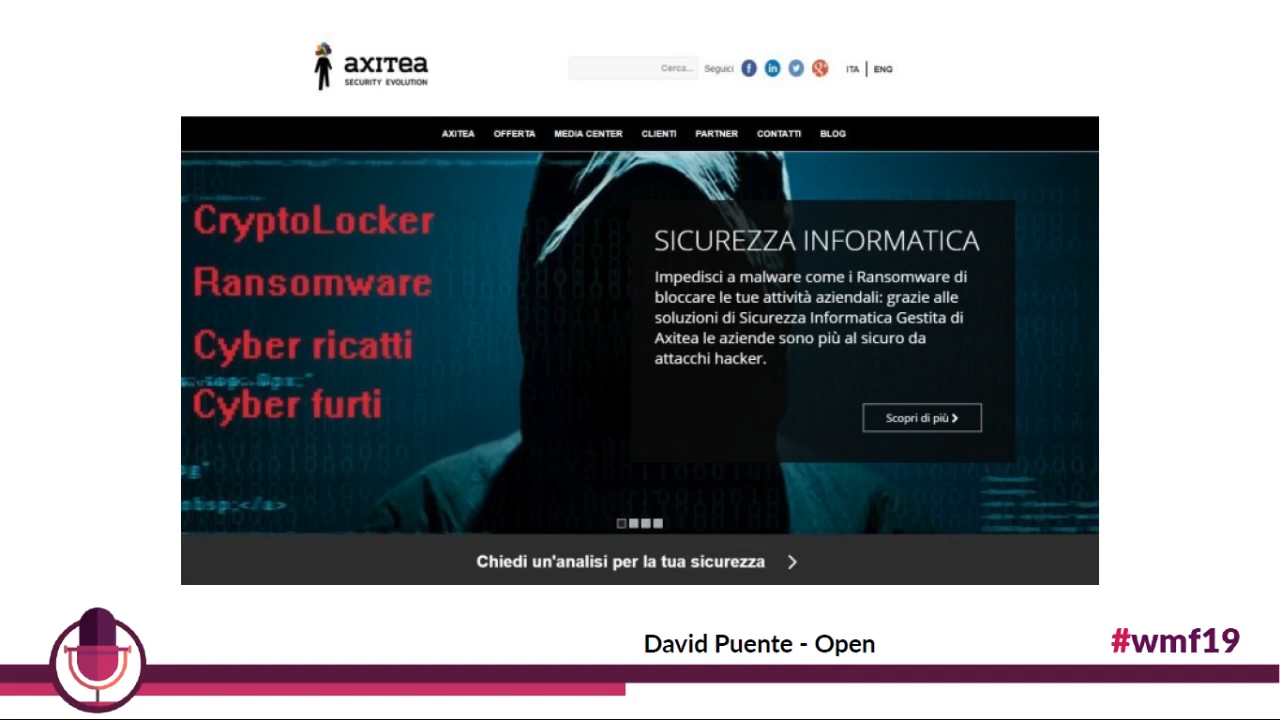 axitea
SECURITY EVOLUTION
Cerca...
Seguici
ITA | ENG
AXITEA OFFERTA MEDIA CENTER CLIENTI PARTNER CONTATTI BLOG
CryptoLocker
Ransomware
Cyber ricatti
Cyber furti
SICUREZZA INFORMATICA
Impedisci a malware come i Ransomware di
bloccare le tue attività aziendali: grazie alle
soluzioni di Sicurezza Informatica Gestita di
Axitea le aziende sono più al sicuro da
attacchi hacker.
Scopri di più
Chiedi un'analisi per la tua sicurezza
David Puente - Open
#wmf19